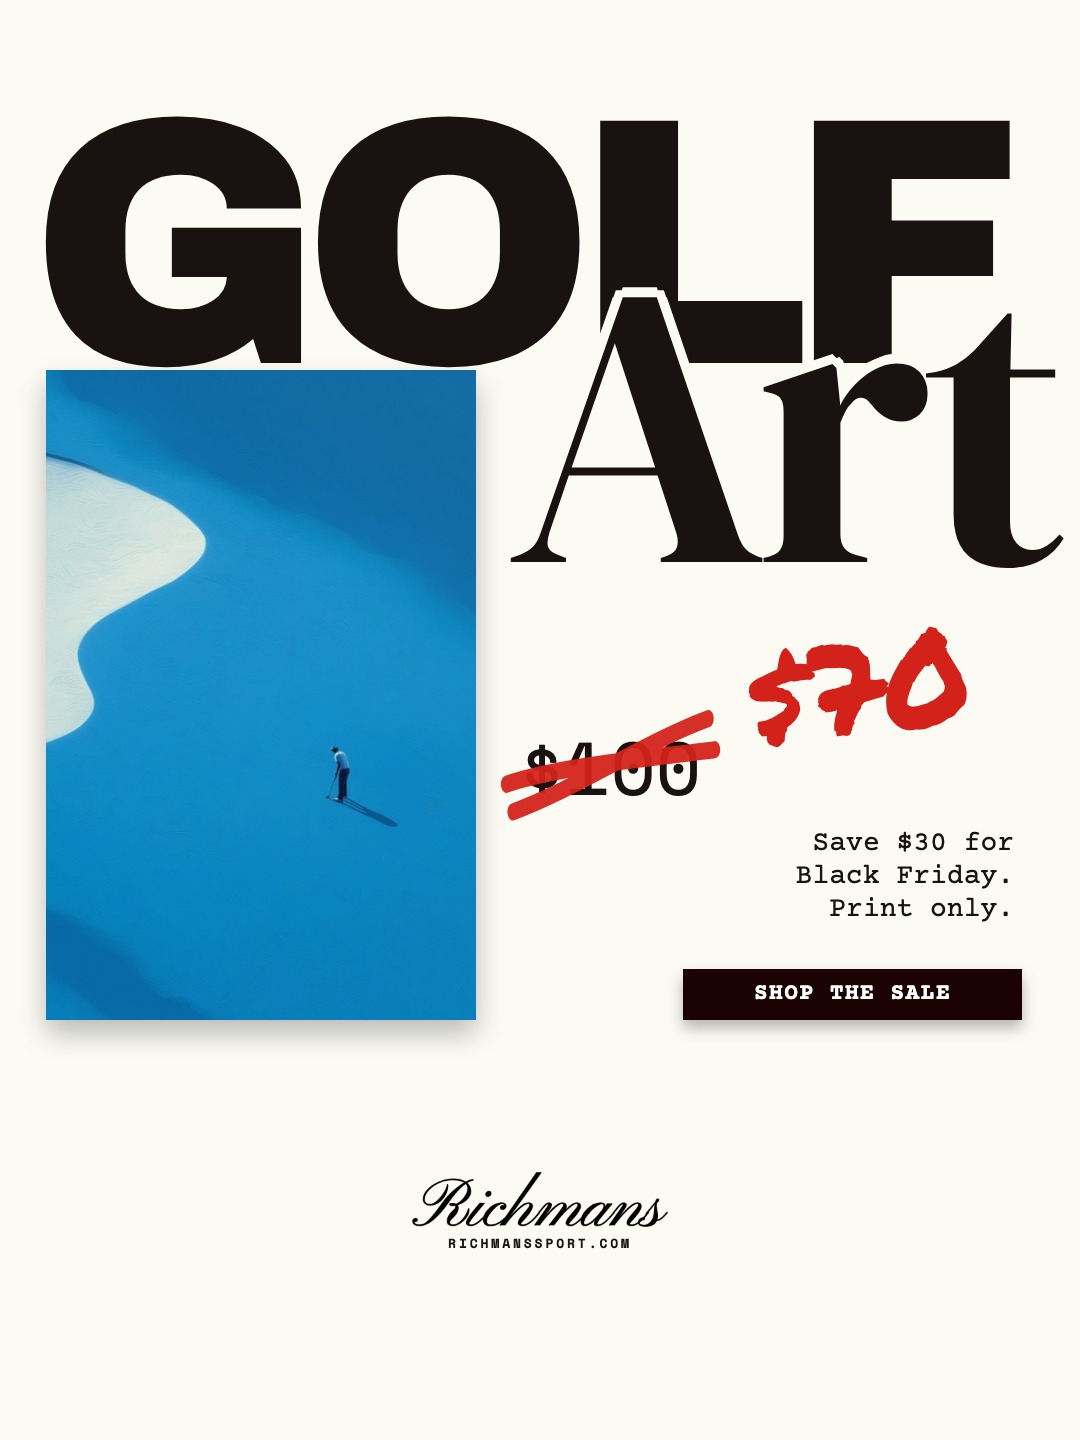 GOLF
Art
$70
$100
Save $30 for
Black Friday.
Print only.
SHOP THE SALE
Richmans
RICHMANSSPORT.COM